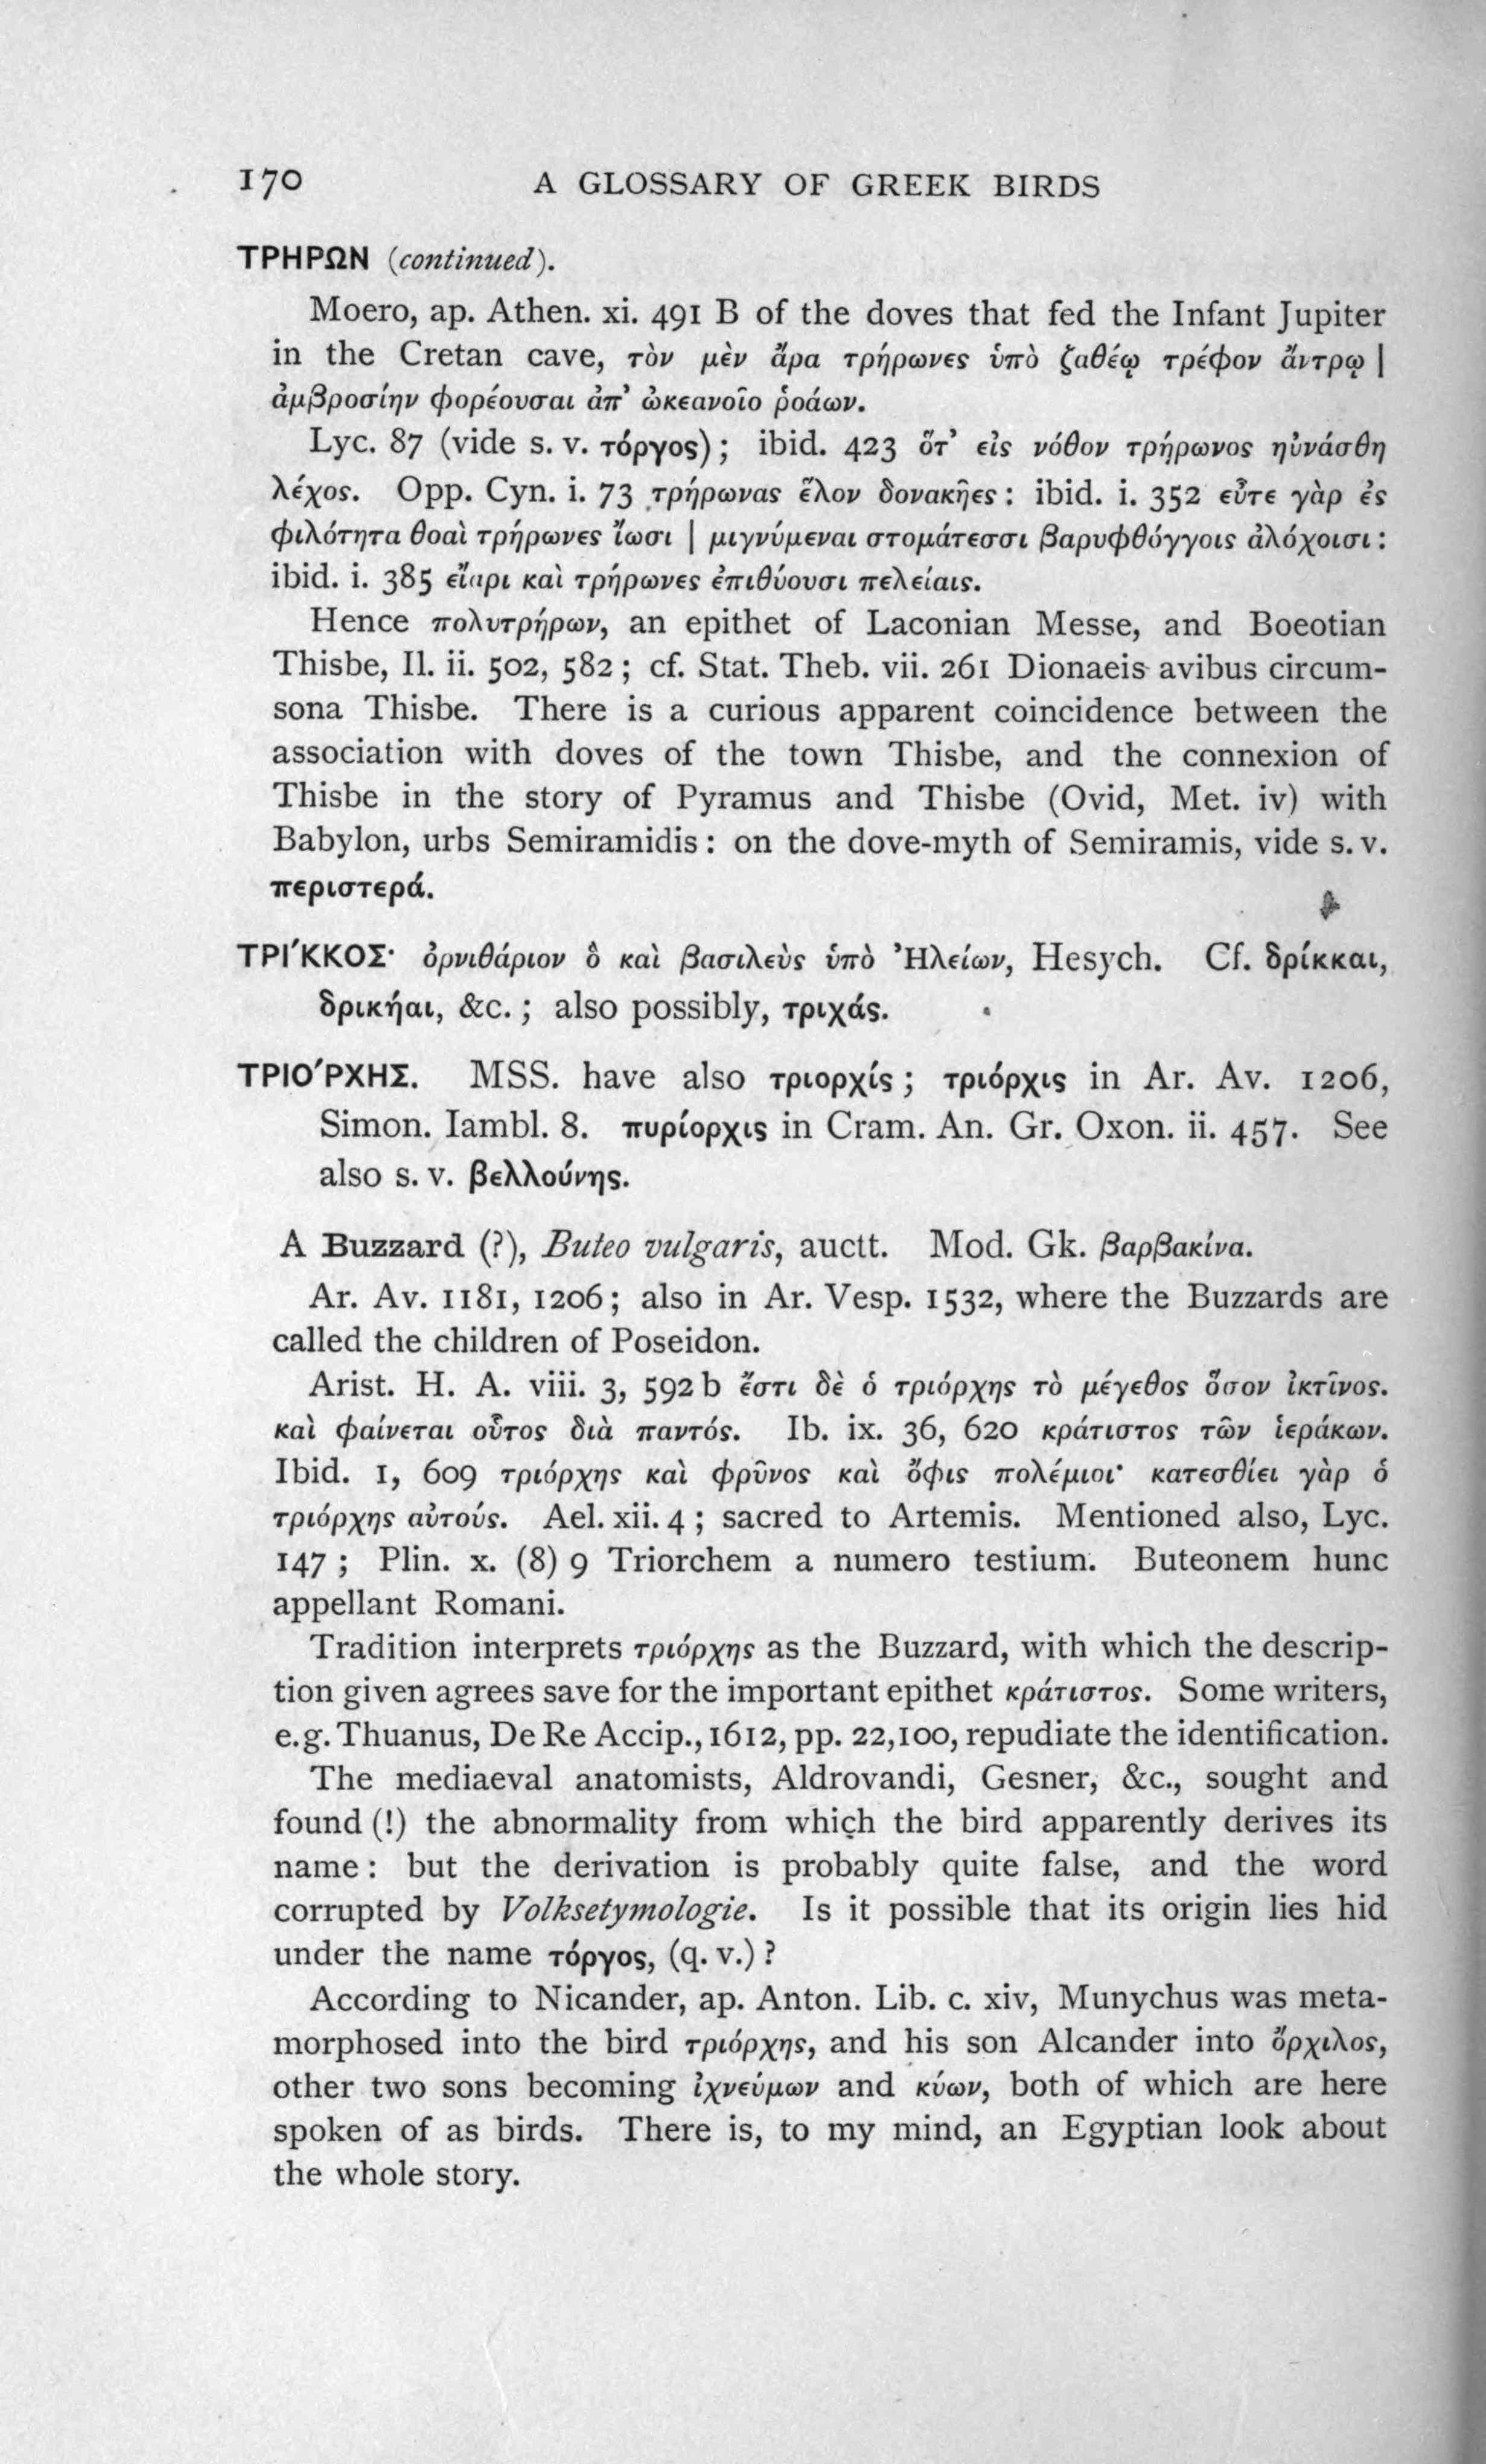 170 A GLOSSARY OF GREEK BIRDS
ΤΡΗΡΩΝ (continued).
Moero, ap. Athen. xi. 491 B of the doves that fed the Infant Jupiter
in the Cretan cave, τὸν μὲν ἄρα τρήρωνες ὑπὸ ζαθέῳ τρέφον ἄντρῳ |
ἀμβροσίην φορέουσαι ἀπ’ ὠκεανοῖο ῥοάων.
Lyc. 87 (vide s. v. τόργος); ibid. 423 ὅτ’ εἰς νόθον τρήρωνος ηὐνάσθη
λέχος. Opp. Cyn. i. 73 τρήρωνας ἕλον δονακῆες: ibid. i. 352 εὖτε γὰρ ἐς
φιλότητα θοαὶ τρήρωνες ἴωσι | μιγνύμεναι στομάτεσσι βαρυφθόγγοις ἀλόχοισι:
ibid. i. 385 εἴαρι καὶ τρήρωνες ἐπιθύουσι πελείαις.
Hence πολυτρήρων, an epithet of Laconian Messe, and Boeotian
Thisbe, Il. ii. 502, 582; cf. Stat. Theb. vii. 261 Dionaeis avibus circum-
sona Thisbe. There is a curious apparent coincidence between the
association with doves of the town Thisbe, and the connexion of
Thisbe in the story of Pyramus and Thisbe (Ovid, Met. iv) with
Babylon, urbs Semiramidis: on the dove-myth of Semiramis, vide s. v.
περιστερά.
ΤΡΙ´ΚΚΟΣ· ὀρνιθάριον ὃ καὶ βασιλεὺς ὑπὸ Ἠλείων, Hesych. Cf. δρίκκαι,
δρικήαι, &c.; also possibly, τριχάς.
ΤΡΙΟ´ΡΧΗΣ. MSS. have also τριορχίς; τριόρχις in Ar. Av. 1206,
Simon. Iambl. 8. πυρίορχις in Cram. An. Gr. Oxon. ii. 457. See
also s. v. βελλούνης.
A Buzzard (?), Buteo vulgaris, auctt. Mod. Gk. βαρβακίνα.
Ar. Av. 1181, 1206; also in Ar. Vesp. 1532, where the Buzzards are
called the children of Poseidon.
Arist. H. A. viii. 3, 592 b ἔστι δὲ ὁ τριόρχης τὸ μέγεθος ὅσον ἰκτῖνος.
καὶ φαίνεται οὗτος διὰ παντός. Ib. ix. 36, 620 κράτιστος τῶν ἱεράκων.
Ibid. 1, 609 τριόρχης καὶ φρῦνος καὶ ὄφις πολέμιοι· κατεσθίει γὰρ ὁ
τριόρχης αὐτούς. Ael. xii. 4; sacred to Artemis. Mentioned also, Lyc.
147; Plin. x. (8) 9 Triorchem a numero testium. Buteonem hunc
appellant Romani.
Tradition interprets τριόρχης as the Buzzard, with which the descrip-
tion given agrees save for the important epithet κράτιστος. Some writers,
e.g. Thuanus, De Re Accip., 1612, pp. 22, 100, repudiate the identification.
The mediaeval anatomists, Aldrovandi, Gesner, &c., sought and
found (!) the abnormality from which the bird apparently derives its
name: but the derivation is probably quite false, and the word
corrupted by Volksetymologie. Is it possible that its origin lies hid
under the name τόργος, (q. v.)?
According to Nicander, ap. Anton. Lib. c. xiv, Munychus was meta-
morphosed into the bird τριόρχης, and his son Alcander into ὄρχιλος,
other two sons becoming ἰχνεύμων and κύων, both of which are here
spoken of as birds. There is, to my mind, an Egyptian look about
the whole story.